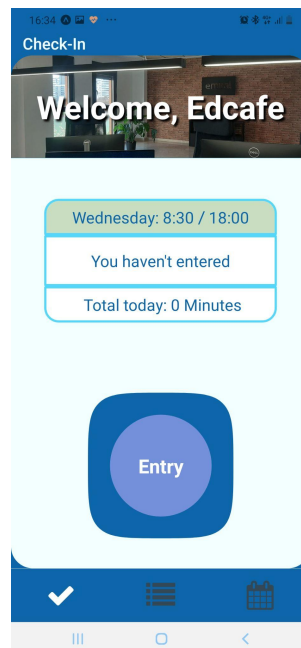 16:34
Check-In
Welcome, Edcafe
Wednesday: 8:30 / 18:00
You haven't entered
Total today: 0 Minutes
Entry